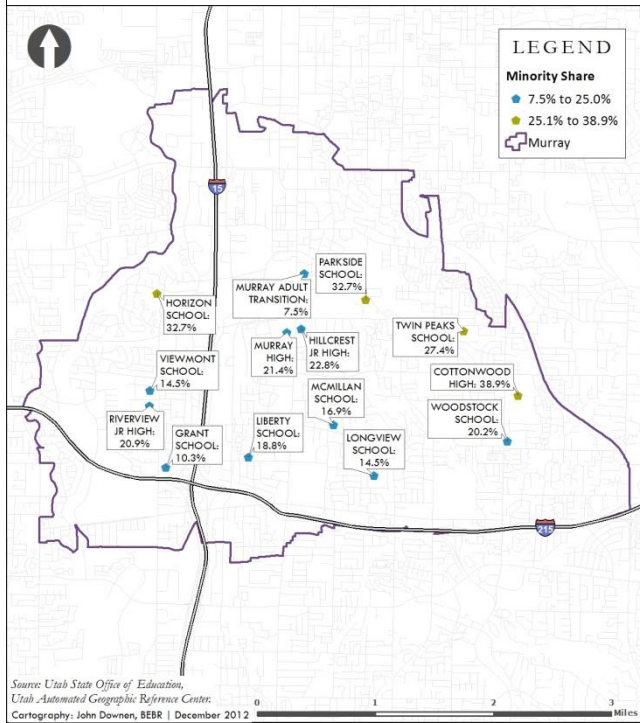 LEGEND
Minority Share
7.5% to 25.0%
25.1% to 38.9%
Murray
15
PARKSIDE
SCHOOL:
32.7%
MURRAY ADULT
TRANSITION:
7.5%
HORIZON
SCHOOL:
32.7%
TWIN PEAKS
SCHOOL:
27.4%
MURRAY
HIGH:
21.4%
HILLCREST
JR HIGH:
22.8%
VIEWMONT
SCHOOL:
14.5%
COTTONWOOD
HIGH: 38.9%
MCMILLAN
SCHOOL:
16.9%
WOODSTOCK
SCHOOL:
20.2%
RIVERVIEW
JR HIGH:
20.9%
GRANT
SCHOOL:
10.3%
LIBERTY
SCHOOL:
18.8%
LONGVIEW
SCHOOL:
14.5%
215
Source: Utah State Office of Education,
Utah Automated Geographic Reference Center.
Cartography: John Downen, BEBR | December 2012
0 1 2 3
Miles